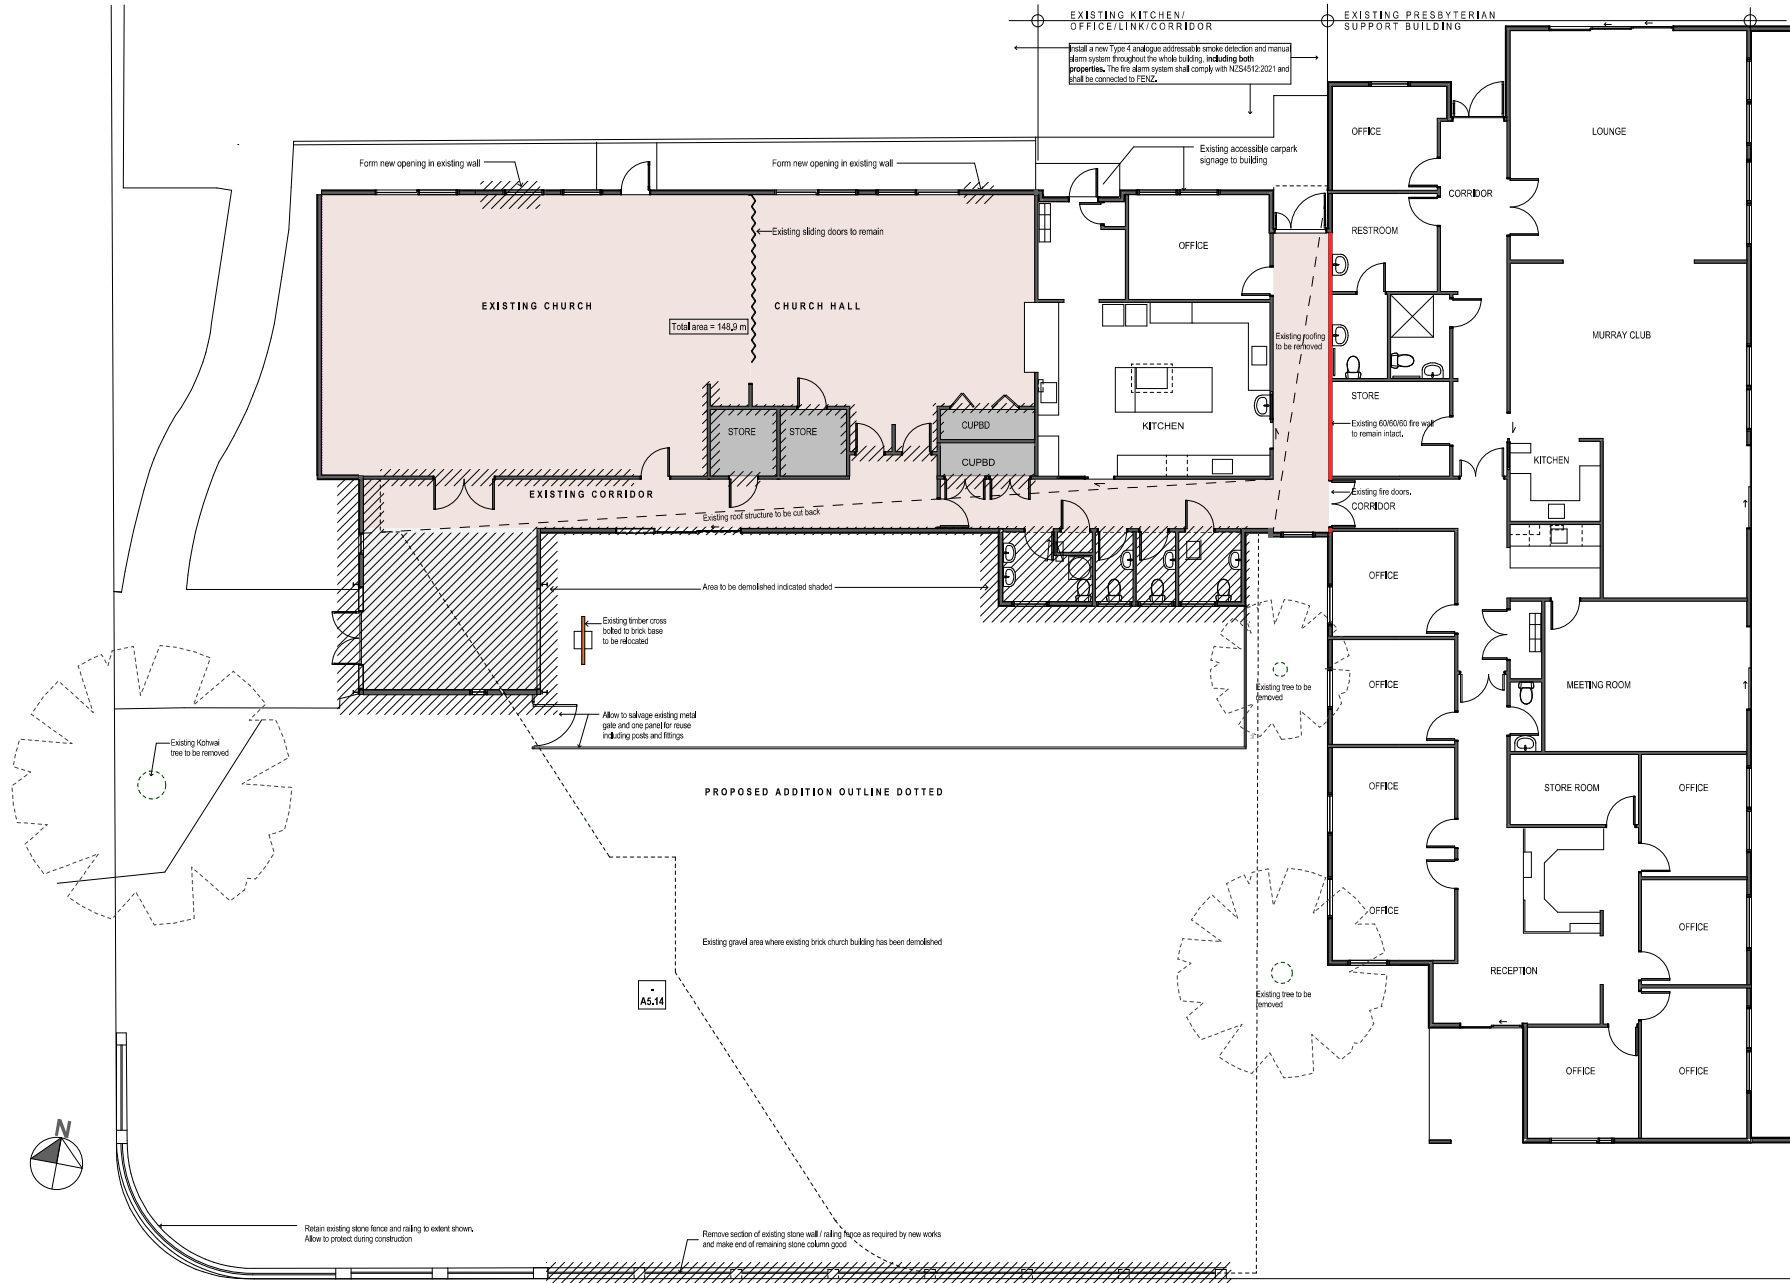 EXISTING KITCHEN/
OFFICE/LINK/CORRIDOR
EXISTING PRESBYTERIAN
SUPPORT BUILDING
Install a new Type 4 analogue addressable smoke detection and manual
alarm system throughout the whole building, including both
properties. The fire alarm system shall comply with NZS4512:2021 and
shall be connected to FENZ.
OFFICE
LOUNGE
Form new opening in existing wall
Form new opening in existing wall
Existing accessible carpark
signage to building
CORRIDOR
Existing sliding doors to remain
OFFICE
RESTROOM
EXISTING CHURCH
CHURCH HALL
Total area = 148.9 m
Existing roofing
to be removed
MURRAY CLUB
STORE
STORE
STORE
CUPBD
KITCHEN
Existing 60/60/60 fire wall
to remain intact.
CUPBD
KITCHEN
EXISTING CORRIDOR
Existing fire doors.
CORRIDOR
Existing roof structure to be cut back
OFFICE
Area to be demolished indicated shaded
Existing timber cross
bolted to brick base
to be relocated
OFFICE
MEETING ROOM
Existing tree to be
removed
Allow to salvage existing metal
gate and one panel for reuse
including posts and fittings
Existing Kohwai
tree to be removed
OFFICE
STORE ROOM
OFFICE
PROPOSED ADDITION OUTLINE DOTTED
OFFICE
OFFICE
Existing gravel area where existing brick church building has been demolished
RECEPTION
-
A5.14
Existing tree to be
removed
OFFICE
OFFICE
N
Retain existing stone fence and railing to extent shown.
Allow to protect during construction
Remove section of existing stone wall / railing fence as required by new works
and make end of remaining stone column good